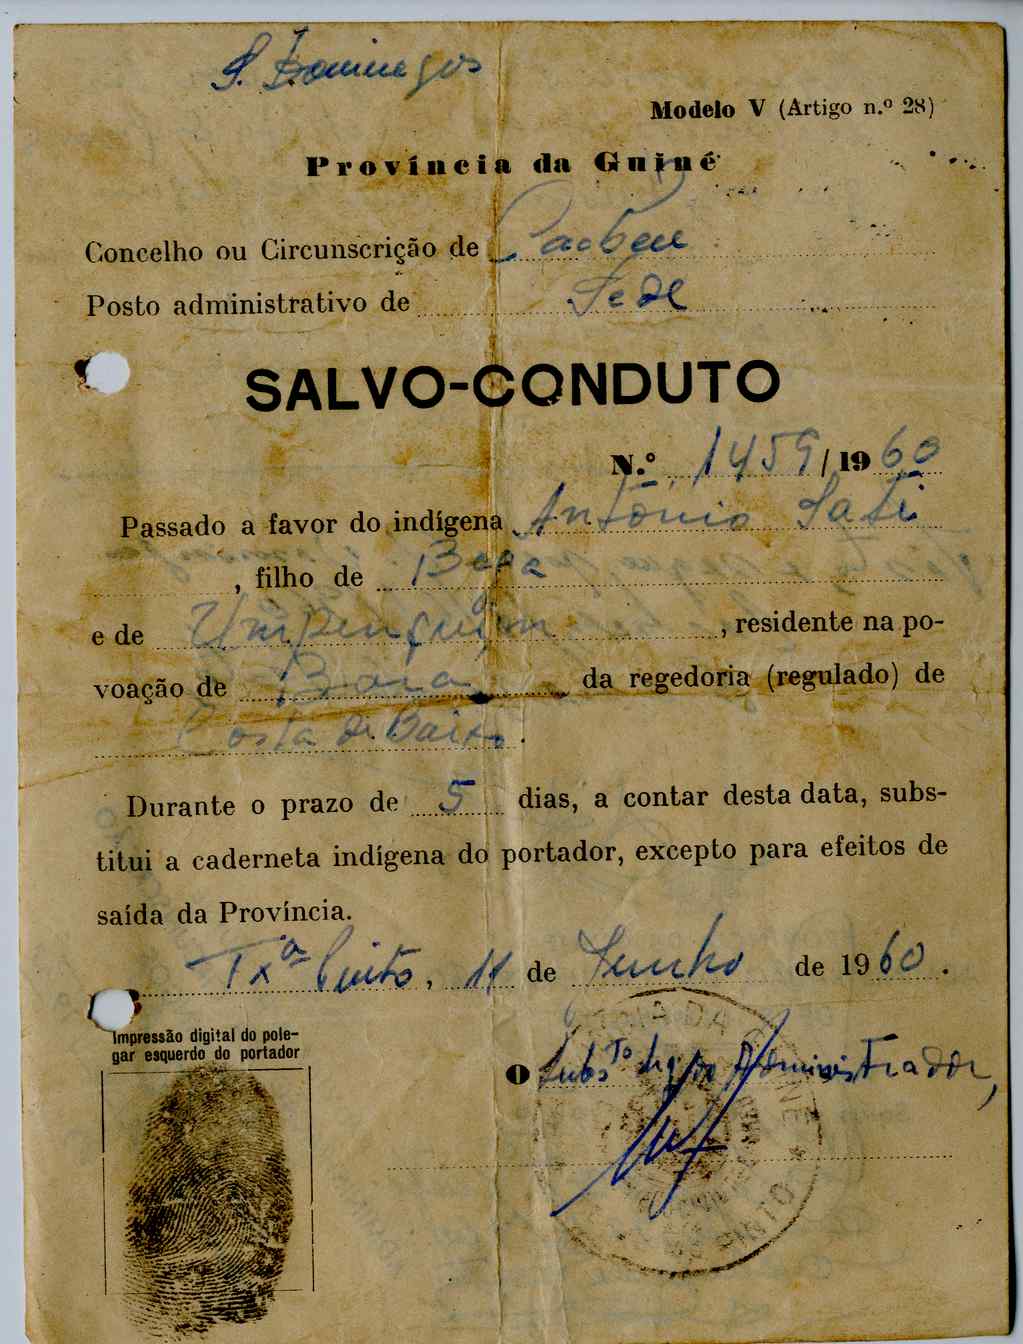 S. Domingos
Modelo V (Artigo n.º 28)
Província da Guiné
Concelho ou Circunscrição de Cacheu
Posto administrativo de Sede
SALVO-CONDUTO
N.º 1459/1960
Passado a favor do indígena António Sati
, filho de Bapa
e de , residente na po-
voação de da regedoria (regulado) de
Costa de Baixo.
Durante o prazo de 5 dias, a contar desta data, subs-
titui a caderneta indígena do portador, excepto para efeitos de
saída da Província.
Txª Pinto, 11 de Junho de 1960.
Impressão digital do pole-
gar esquerdo do portador
O Subsᵀᵒ Administrador,